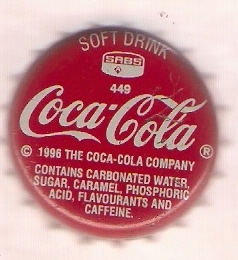 SOFT DRINK
SABS
449
Coca-Cola
© 1996 THE COCA-COLA COMPANY ®
CONTAINS CARBONATED WATER,
SUGAR, CARAMEL, PHOSPHORIC
ACID, FLAVOURANTS AND
CAFFEINE.